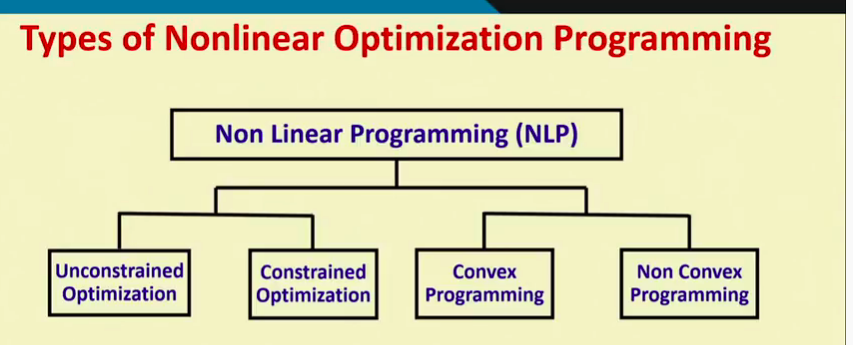 Types of Nonlinear Optimization Programming
Non Linear Programming (NLP)
Unconstrained
Optimization
Constrained
Optimization
Convex
Programming
Non Convex
Programming